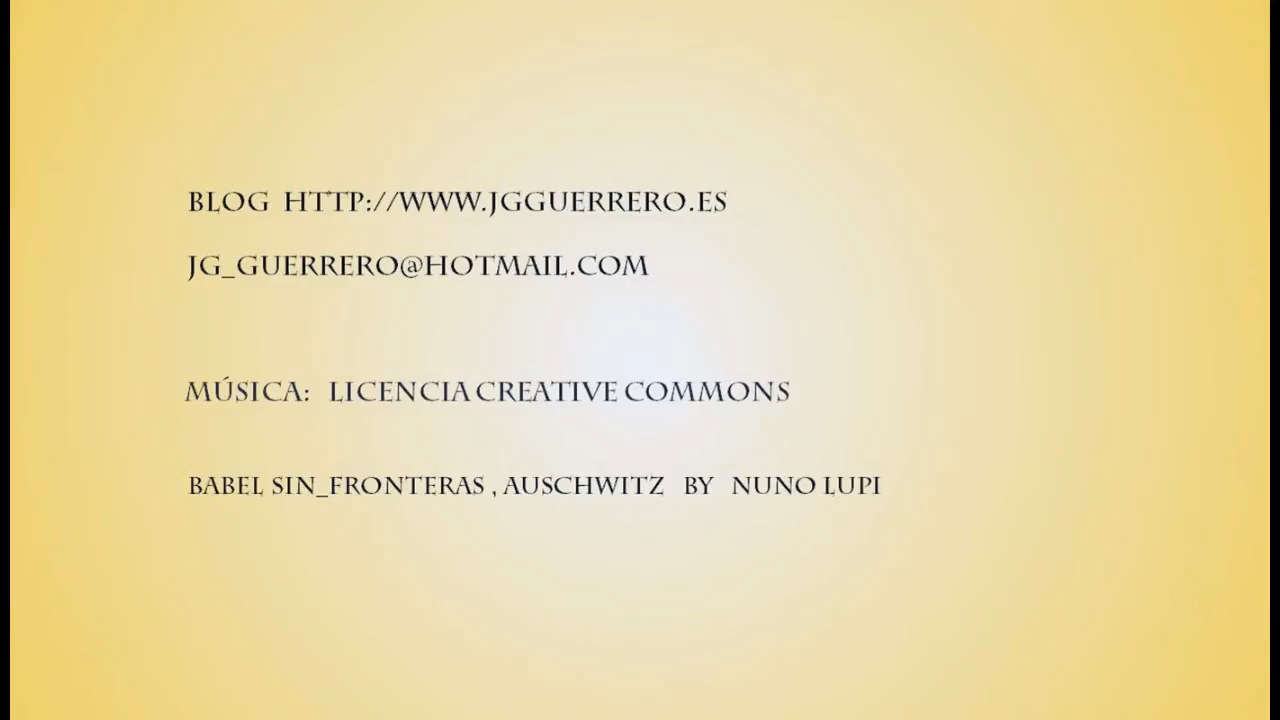 BLOG HTTP://WWW.JGGUERRERO.ES
JG_GUERRERO@HOTMAIL.COM
MÚSICA: LICENCIA CREATIVE COMMONS
BABEL SIN_FRONTERAS , AUSCHWITZ BY NUNO LUPI